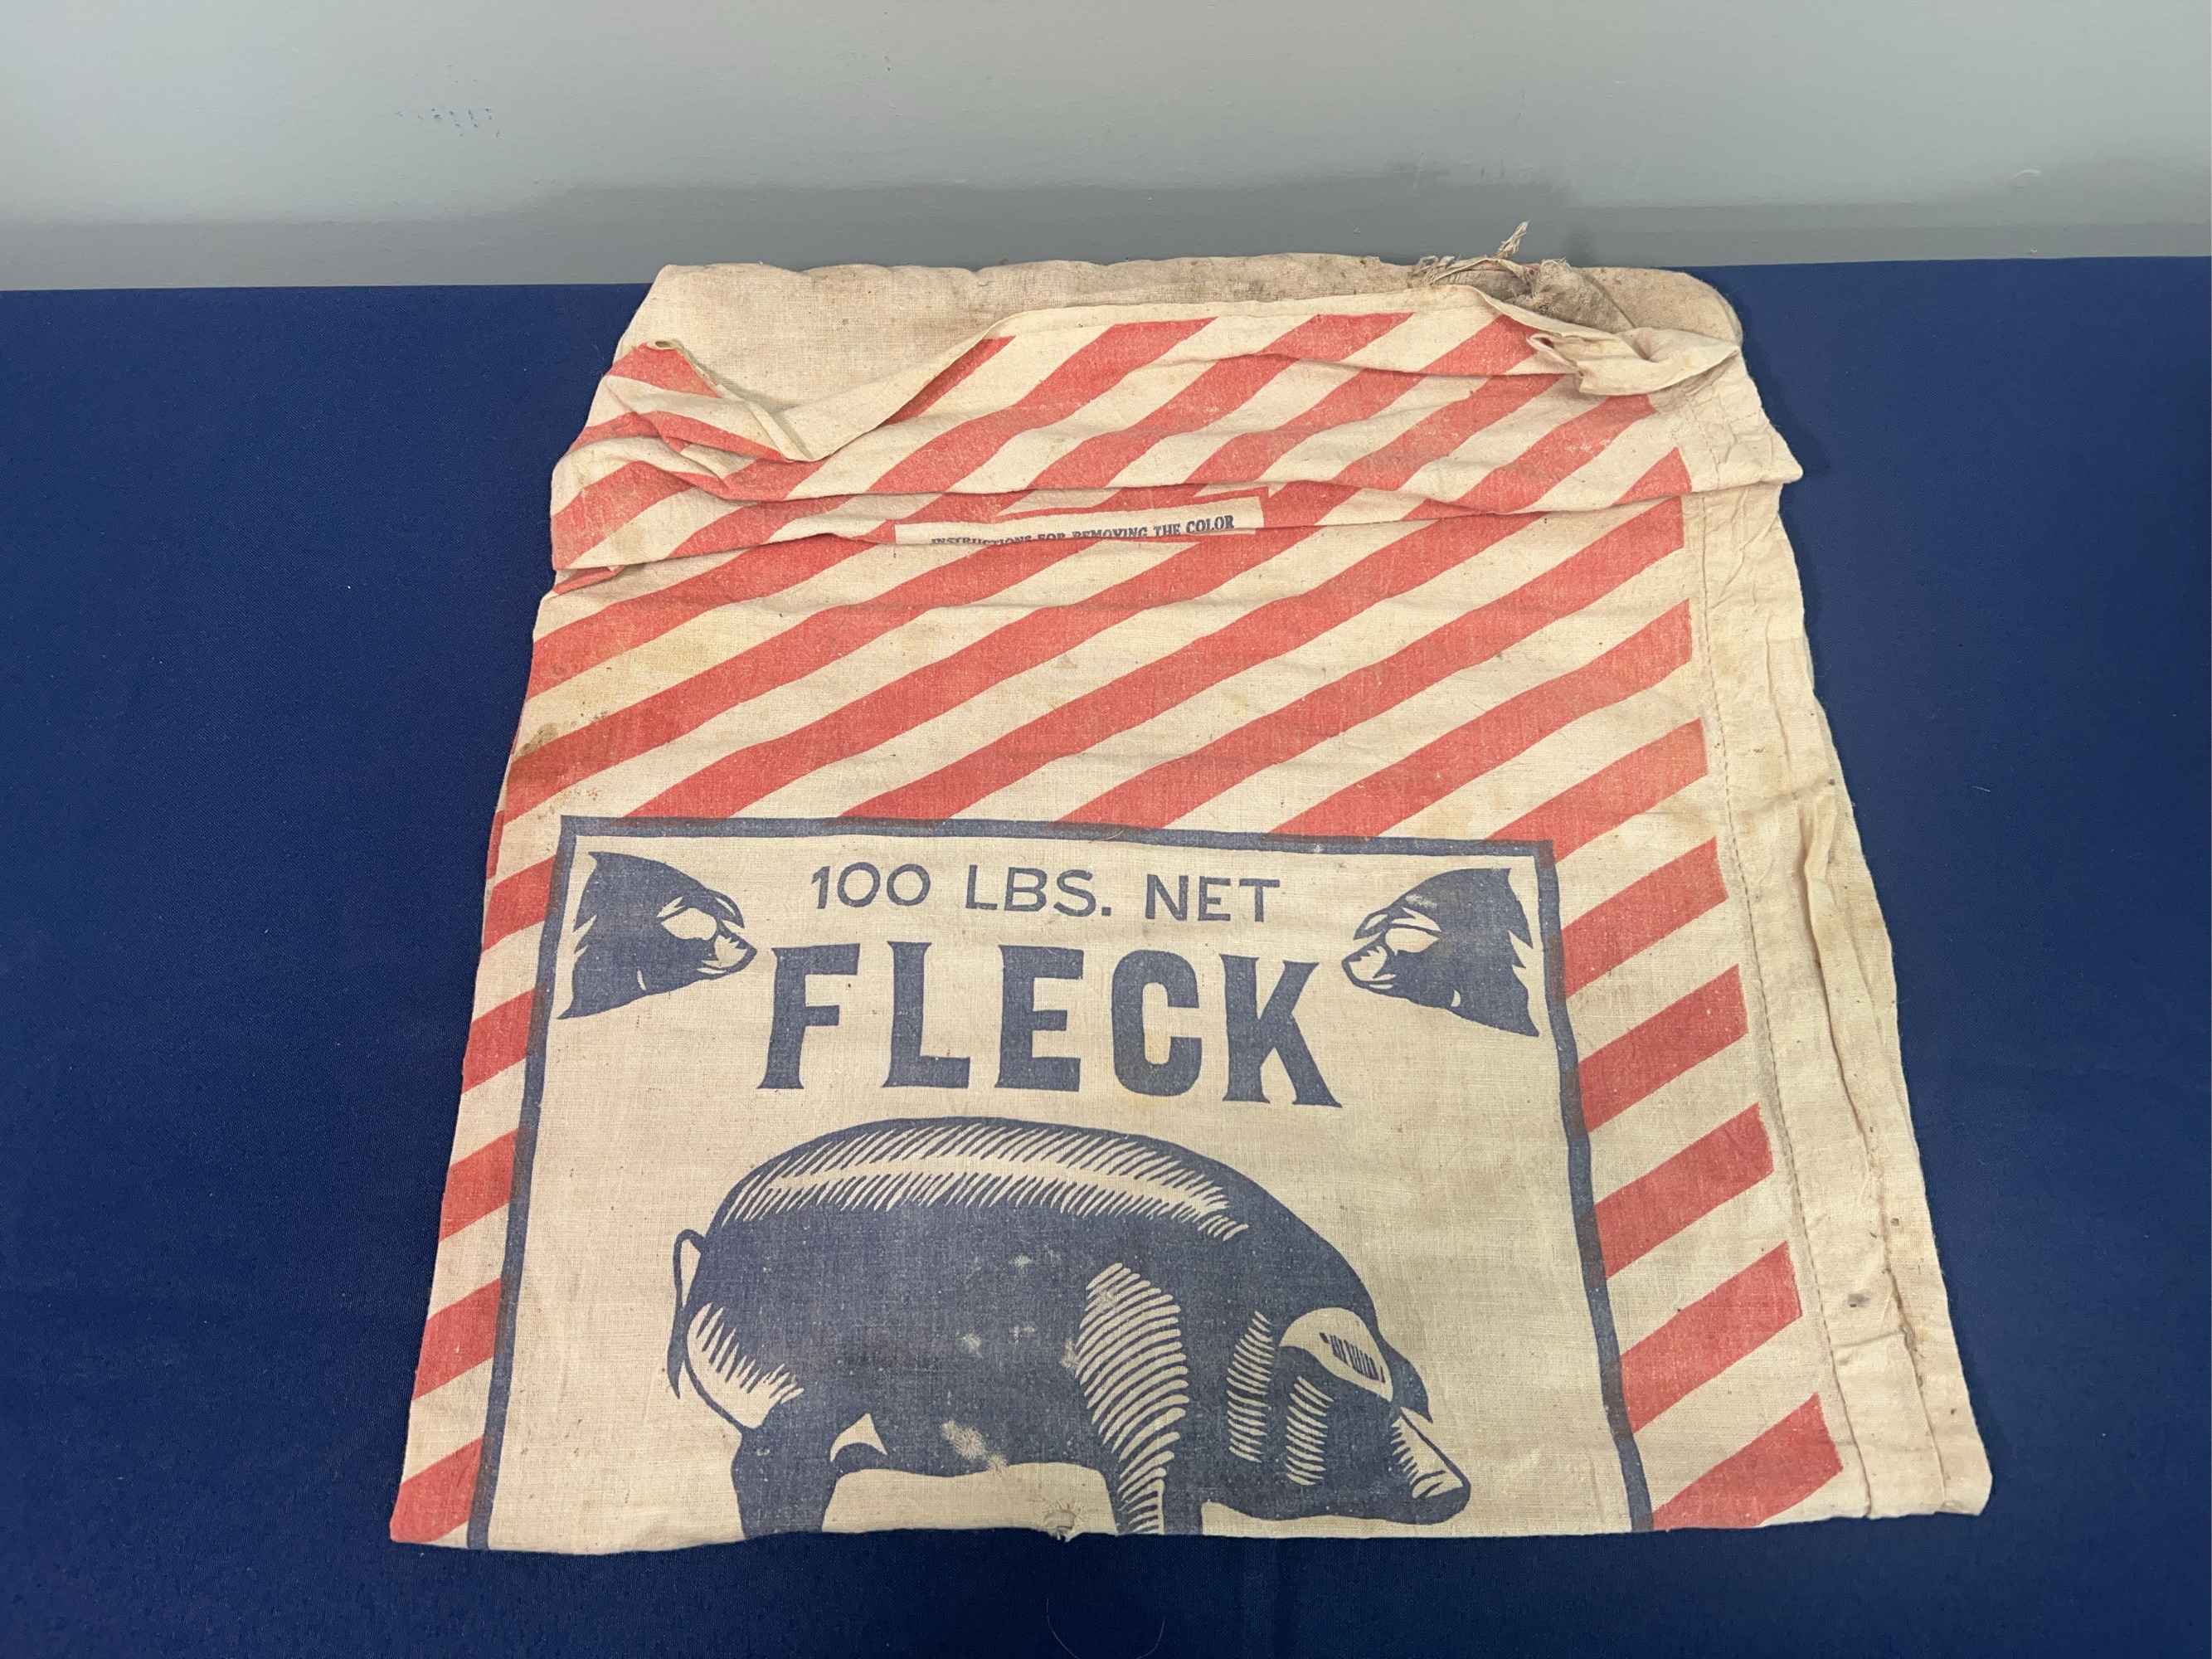 INSTRUCTIONS FOR REMOVING THE COLOR
100 LBS. NET
FLECK